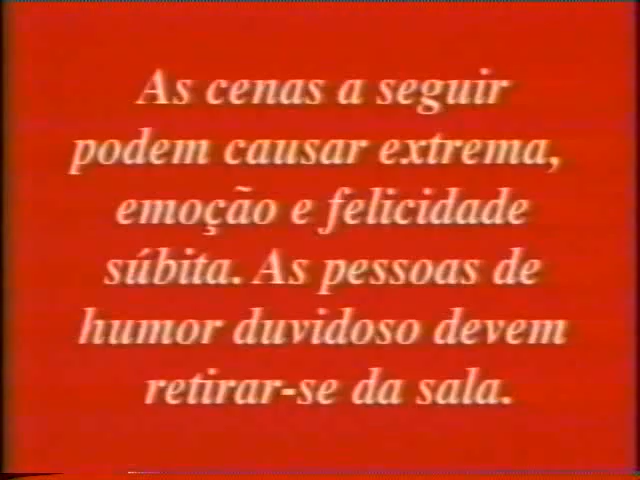 As cenas a seguir
podem causar extrema,
emoção e felicidade
súbita. As pessoas de
humor duvidoso devem
retirar-se da sala.